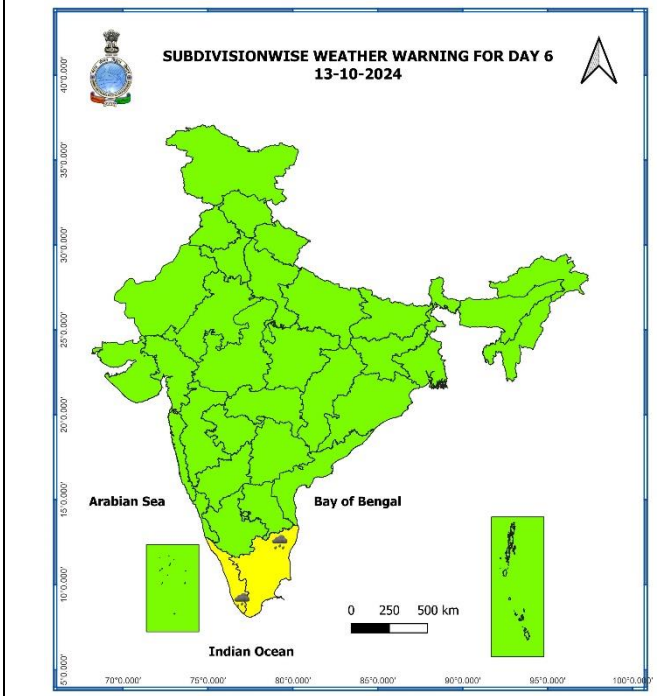 SUBDIVISIONWISE WEATHER WARNING FOR DAY 6
13-10-2024
40°0.000'
35°0.000'
30°0.000'
25°0.000'
20°0.000'
15°0.000'
10°0.000'
5°0.000'
Arabian Sea
Bay of Bengal
0 250 500 km
Indian Ocean
70°0.000' 75°0.000' 80°0.000' 85°0.000' 90°0.000' 95°0.000' 100°0.000'